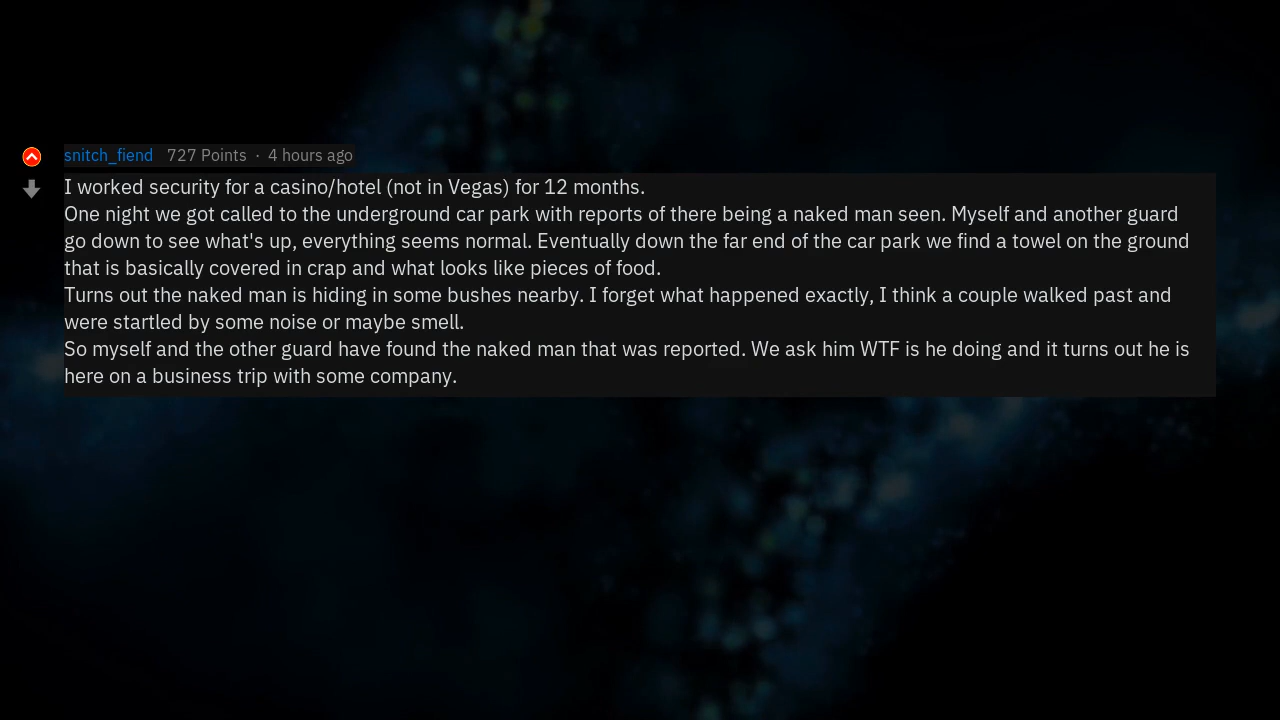 snitch_fiend 727 Points · 4 hours ago
I worked security for a casino/hotel (not in Vegas) for 12 months.
One night we got called to the underground car park with reports of there being a naked man seen. Myself and another guard
go down to see what's up, everything seems normal. Eventually down the far end of the car park we find a towel on the ground
that is basically covered in crap and what looks like pieces of food.
Turns out the naked man is hiding in some bushes nearby. I forget what happened exactly, I think a couple walked past and
were startled by some noise or maybe smell.
So myself and the other guard have found the naked man that was reported. We ask him WTF is he doing and it turns out he is
here on a business trip with some company.